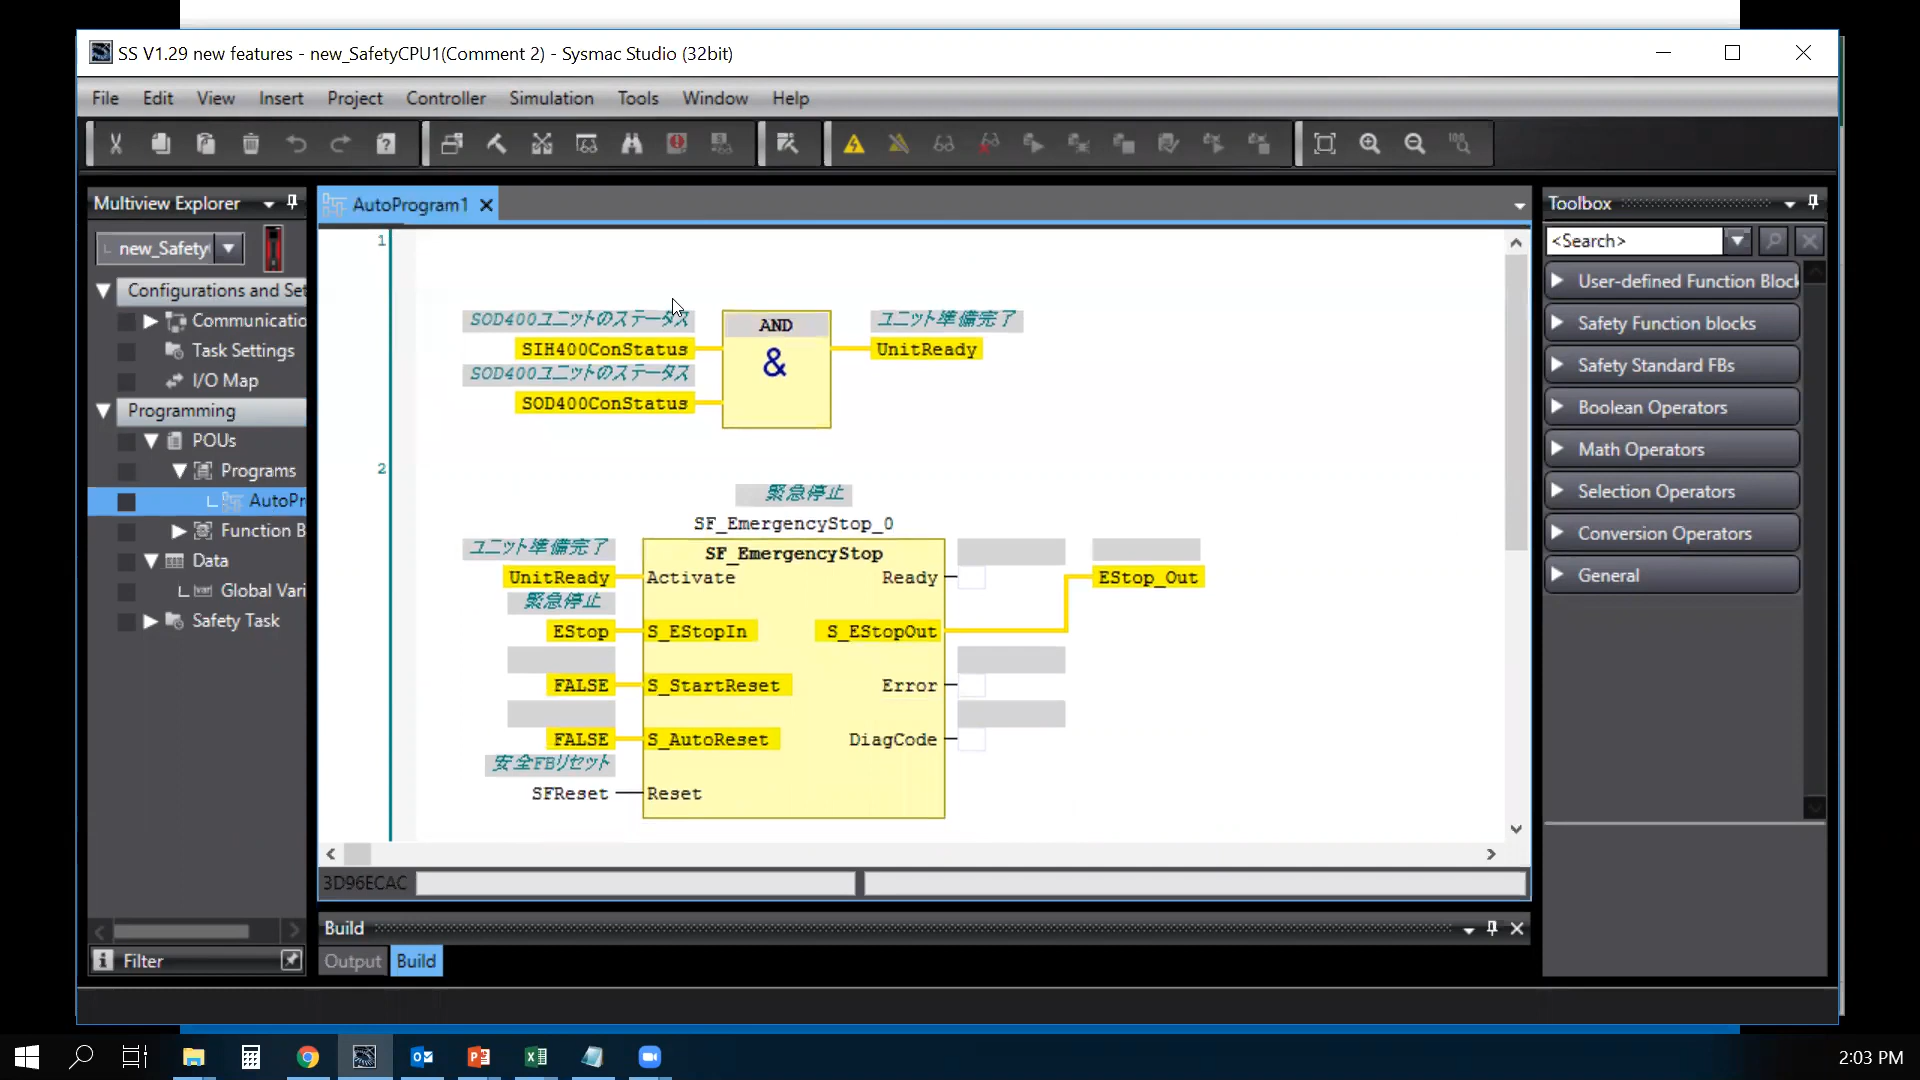 SS V1.29 new features - new_SafetyCPU1(Comment 2) - Sysmac Studio (32bit)
File Edit View Insert Project Controller Simulation Tools Window Help
Multiview Explorer
new_Safety
Configurations and Set
Communicatio
Task Settings
I/O Map
Programming
POUs
Programs
AutoPr
Function B
Data
Global Vari
Safety Task
Filter
AutoProgram1
1
SOD400ユニットのステータス
SIH400ConStatus
SOD400ユニットのステータス
SOD400ConStatus
AND
&
ユニット準備完了
UnitReady
2
緊急停止
SF_EmergencyStop_0
SF_EmergencyStop
ユニット準備完了
UnitReady Activate Ready
EStop_Out
緊急停止
EStop S_EStopIn S_EStopOut
FALSE S_StartReset Error
FALSE S_AutoReset DiagCode
安全FBリセット
SFReset Reset
3D96ECAC
Build
Output Build
Toolbox
<Search>
User-defined Function Block
Safety Function blocks
Safety Standard FBs
Boolean Operators
Math Operators
Selection Operators
Conversion Operators
General
2:03 PM